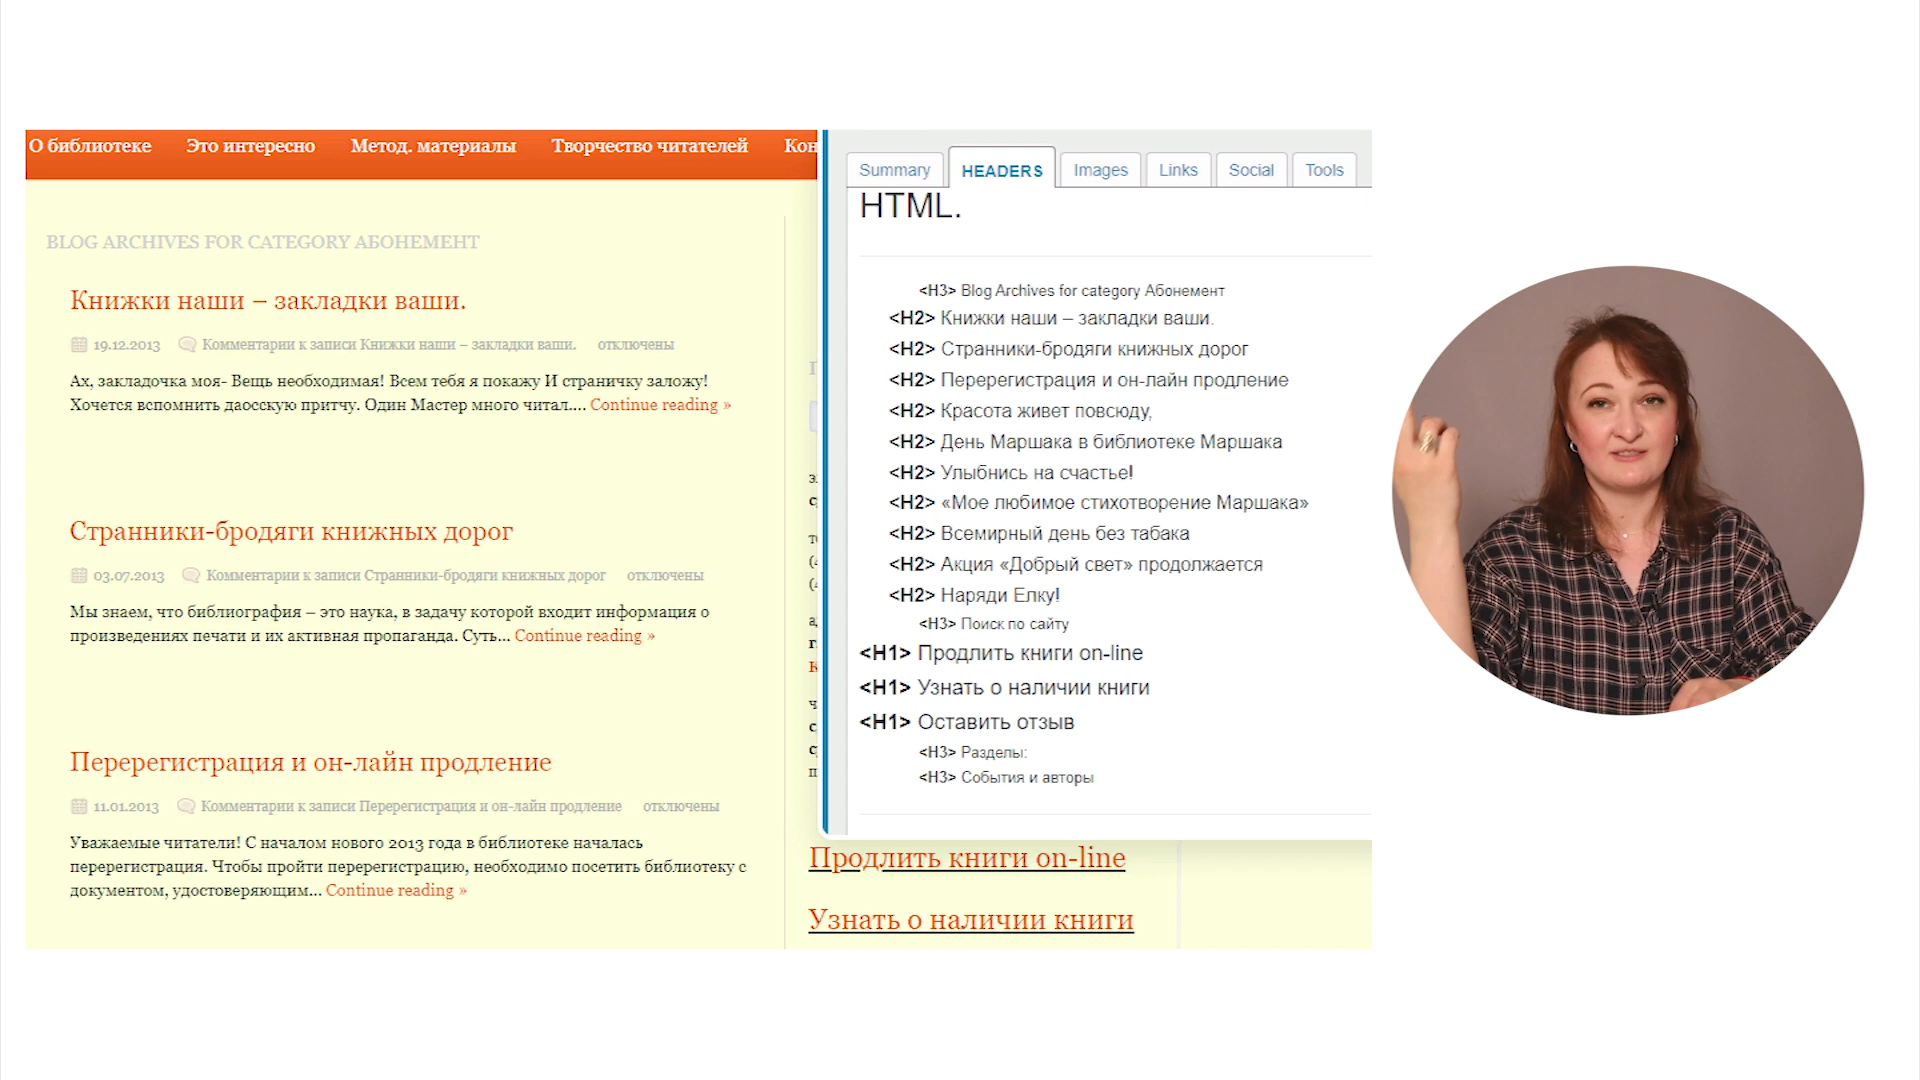 О библиотеке Это интересно Метод. материалы Творчество читателей Кон
BLOG ARCHIVES FOR CATEGORY АБОНЕМЕНТ
Книжки наши – закладки ваши.
19.12.2013 Комментарии к записи Книжки наши – закладки ваши. отключены
Ах, закладочка моя- Вещь необходимая! Всем тебя я покажу И страничку заложу!
Хочется вспомнить даосскую притчу. Один Мастер много читал.... Continue reading »
Странники-бродяги книжных дорог
03.07.2013 Комментарии к записи Странники-бродяги книжных дорог отключены
Мы знаем, что библиография – это наука, в задачу которой входит информация о
произведениях печати и их активная пропаганда. Суть... Continue reading »
Перерегистрация и он-лайн продление
11.01.2013 Комментарии к записи Перерегистрация и он-лайн продление отключены
Уважаемые читатели! С началом нового 2013 года в библиотеке началась
перерегистрация. Чтобы пройти перерегистрацию, необходимо посетить библиотеку с
документом, удостоверяющим... Continue reading »
Summary HEADERS Images Links Social Tools
HTML.
<H3> Blog Archives for category Абонемент
<H2> Книжки наши – закладки ваши.
<H2> Странники-бродяги книжных дорог
<H2> Перерегистрация и он-лайн продление
<H2> Красота живет повсюду,
<H2> День Маршака в библиотеке Маршака
<H2> Улыбнись на счастье!
<H2> «Мое любимое стихотворение Маршака»
<H2> Всемирный день без табака
<H2> Акция «Добрый свет» продолжается
<H2> Наряди Елку!
<H3> Поиск по сайту
<H1> Продлить книги on-line
<H1> Узнать о наличии книги
<H1> Оставить отзыв
<H3> Разделы:
<H3> События и авторы
Продлить книги on-line
Узнать о наличии книги